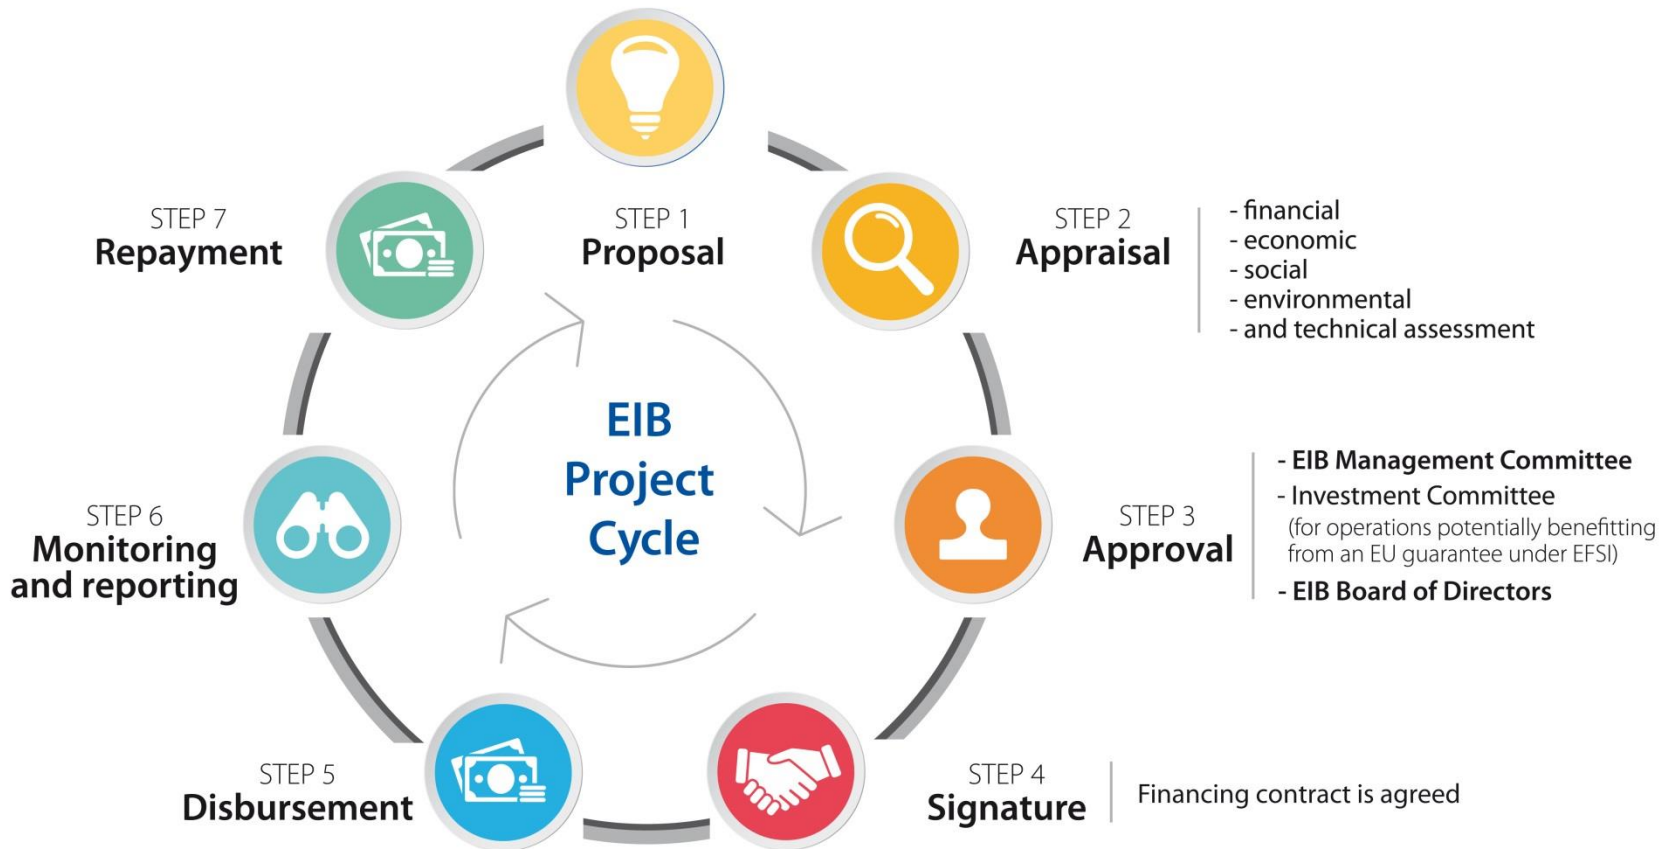 STEP 1
Proposal
STEP 2
Appraisal
- financial
- economic
- social
- environmental
- and technical assessment
STEP 3
Approval
- EIB Management Committee
- Investment Committee
(for operations potentially benefitting
from an EU guarantee under EFSI)
- EIB Board of Directors
STEP 4
Signature
Financing contract is agreed
STEP 5
Disbursement
STEP 6
Monitoring
and reporting
STEP 7
Repayment
EIB
Project
Cycle